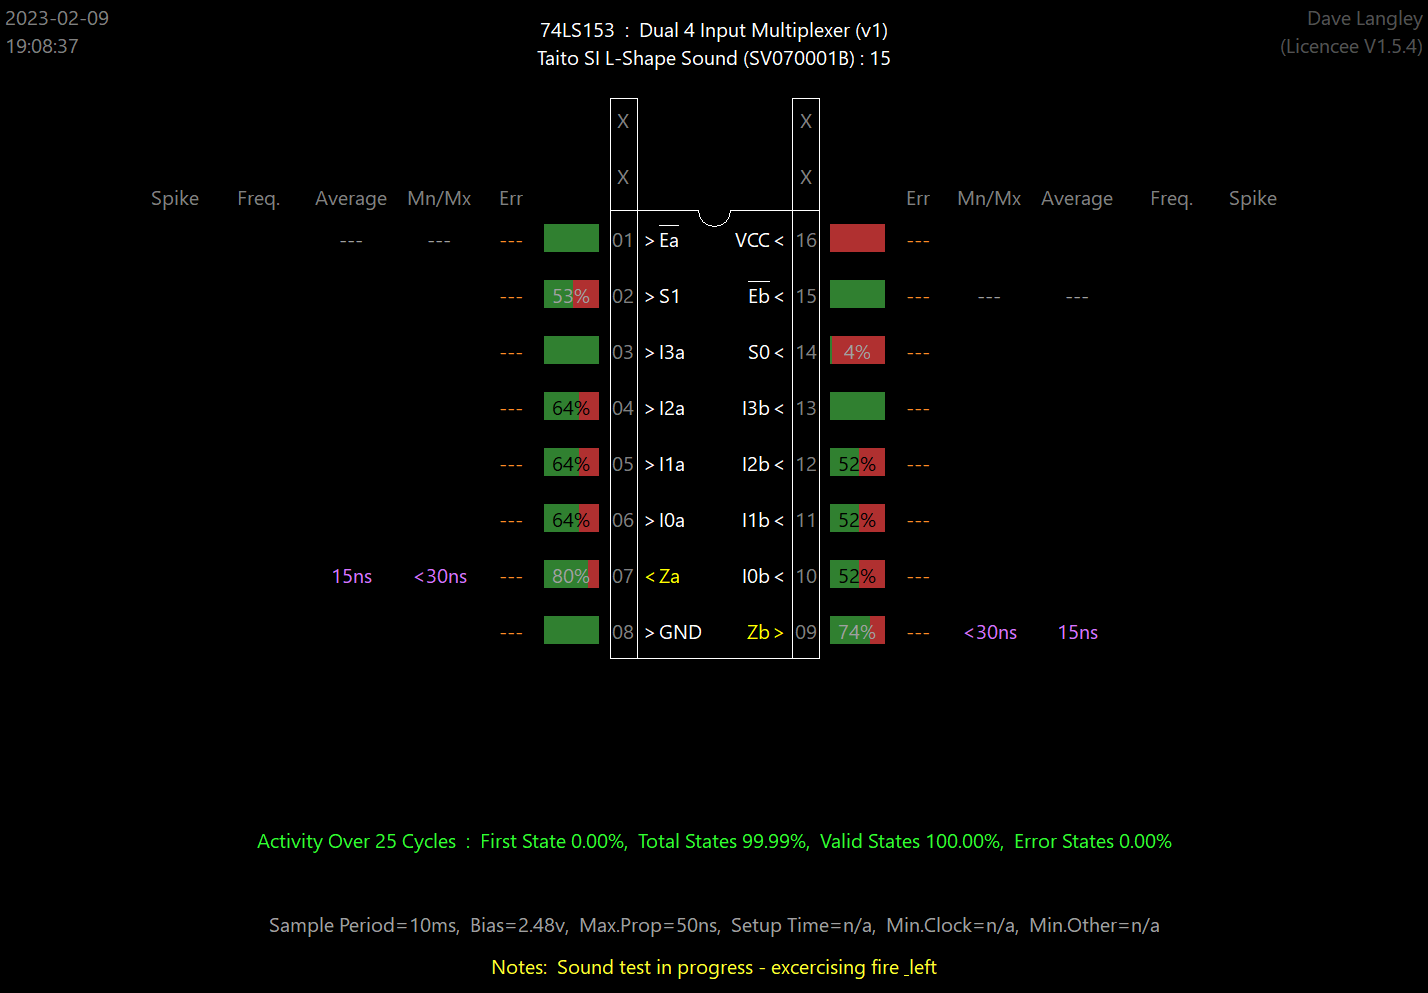 2023-02-09
19:08:37
74LS153 : Dual 4 Input Multiplexer (v1)
Taito SI L-Shape Sound (SV070001B) : 15
Dave Langley
(Licencee V1.5.4)
X X
X X
Spike Freq. Average Mn/Mx Err Err Mn/Mx Average Freq. Spike
--- --- --- 01 > Ea VCC < 16 ---
--- 53% 02 > S1 Eb < 15 --- --- ---
--- 03 > I3a S0 < 14 4% ---
--- 64% 04 > I2a I3b < 13 ---
--- 64% 05 > I1a I2b < 12 52% ---
--- 64% 06 > I0a I1b < 11 52% ---
15ns <30ns --- 80% 07 < Za I0b < 10 52% ---
--- 08 > GND Zb > 09 74% --- <30ns 15ns
Activity Over 25 Cycles : First State 0.00%, Total States 99.99%, Valid States 100.00%, Error States 0.00%
Sample Period=10ms, Bias=2.48v, Max.Prop=50ns, Setup Time=n/a, Min.Clock=n/a, Min.Other=n/a
Notes: Sound test in progress - excercising fire _left